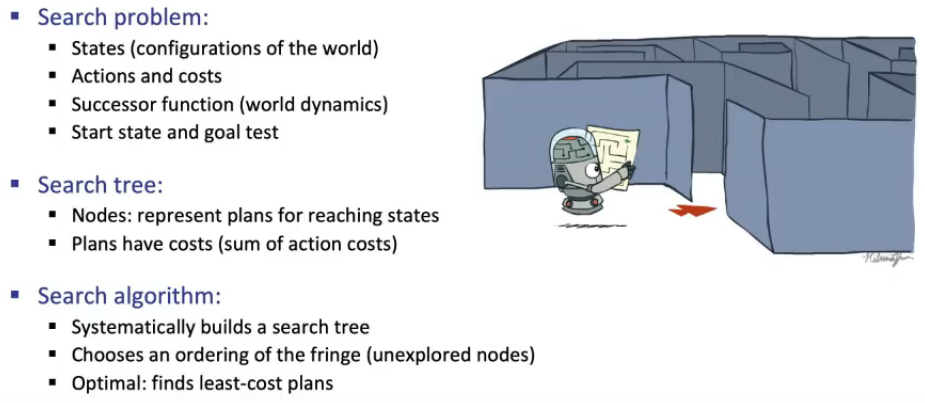 ▪ Search problem:
▪ States (configurations of the world)
▪ Actions and costs
▪ Successor function (world dynamics)
▪ Start state and goal test
▪ Search tree:
▪ Nodes: represent plans for reaching states
▪ Plans have costs (sum of action costs)
▪ Search algorithm:
▪ Systematically builds a search tree
▪ Chooses an ordering of the fringe (unexplored nodes)
▪ Optimal: finds least-cost plans